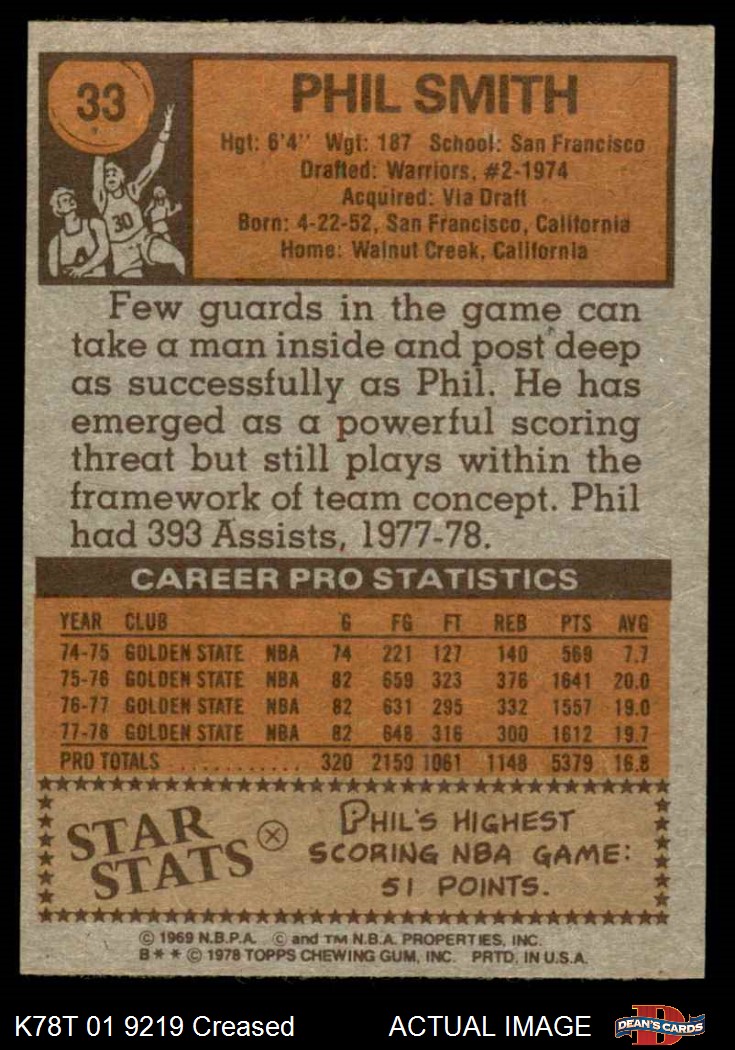 33
PHIL SMITH
Hgt: 6'4" Wgt: 187 School: San Francisco
Drafted: Warriors, #2-1974
Acquired: Via Draft
Born: 4-22-52, San Francisco, California
Home: Walnut Creek, California
30
Few guards in the game can
take a man inside and post deep
as successfully as Phil. He has
emerged as a powerful scoring
threat but still plays within the
framework of team concept. Phil
had 393 Assists, 1977-78.
CAREER PRO STATISTICS
YEAR CLUB G FG FT REB PTS AVG
74-75 GOLDEN STATE NBA 74 221 127 140 569 7.7
75-76 GOLDEN STATE NBA 82 659 323 376 1641 20.0
76-77 GOLDEN STATE NBA 82 631 295 332 1557 19.0
77-78 GOLDEN STATE NBA 82 648 316 300 1612 19.7
PRO TOTALS ............ 320 2159 1061 1148 5379 16.8
STAR
STATS
PHIL'S HIGHEST
SCORING NBA GAME:
51 POINTS.
© 1969 N.B.P.A. © and TM N.B.A. PROPERTIES, INC.
B** © 1978 TOPPS CHEWING GUM, INC. PRTD. IN U.S.A.
K78T 01 9219 Creased ACTUAL IMAGE
D
DEAN'S CARDS